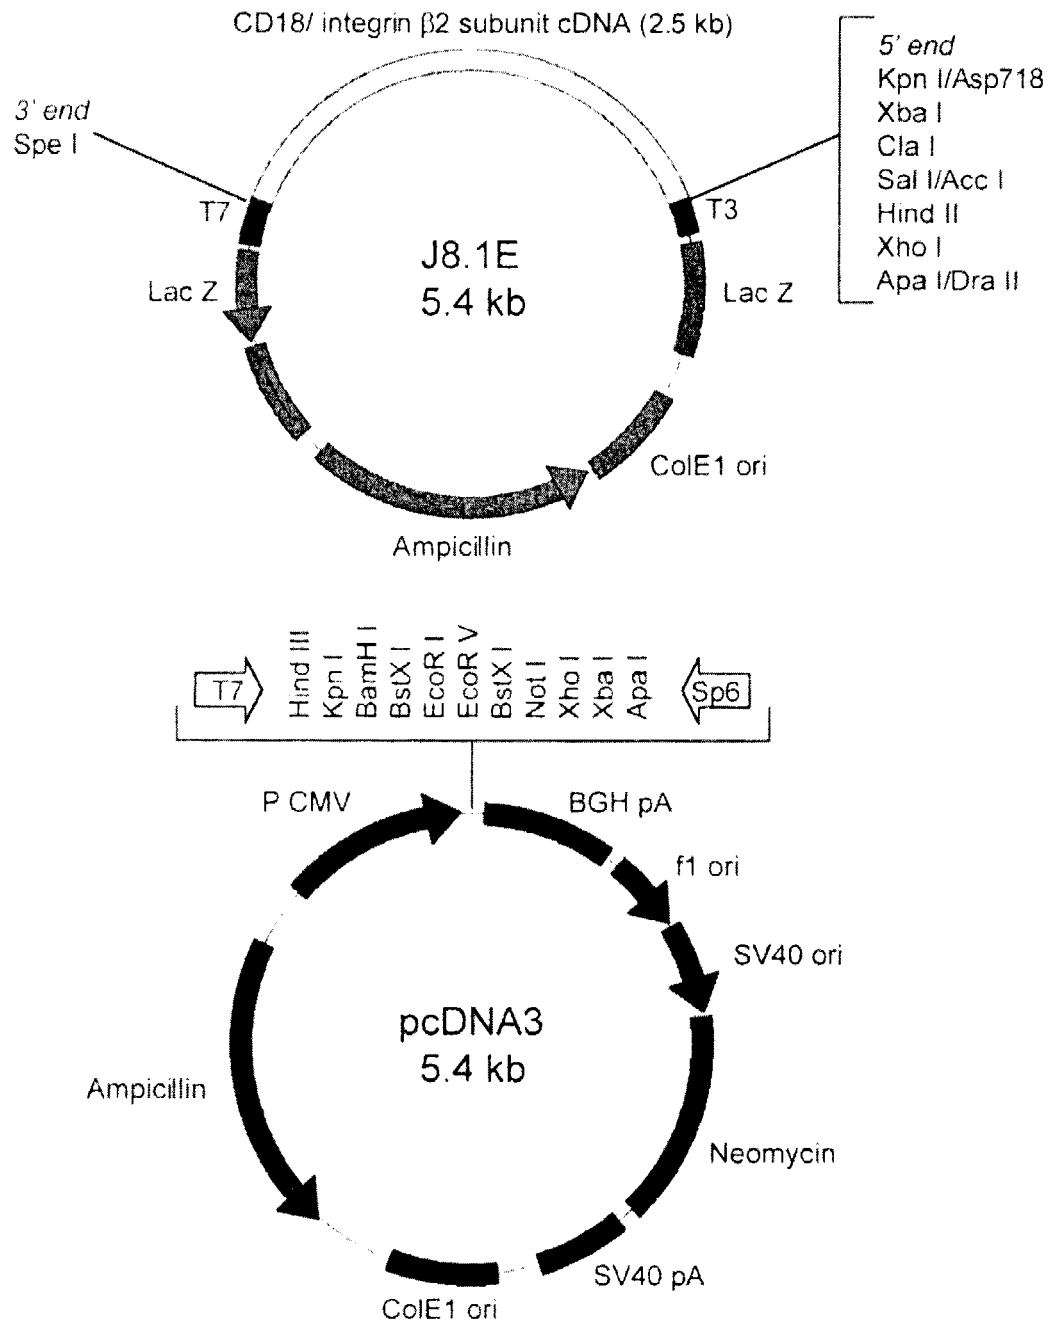 CD18/ integrin β2 subunit cDNA (2.5 kb)
3' end
Spe I
5' end
Kpn I/Asp718
Xba I
Cla I
Sal I/Acc I
Hind II
Xho I
Apa I/Dra II
T7
T3
Lac Z
J8.1E
5.4 kb
Lac Z
ColE1 ori
Ampicillin
T7
Hind III
Kpn I
BamH I
BstX I
EcoR I
EcoR V
BstX I
Not I
Xho I
Xba I
Apa I
Sp6
P CMV
BGH pA
f1 ori
SV40 ori
pcDNA3
5.4 kb
Ampicillin
Neomycin
SV40 pA
ColE1 ori